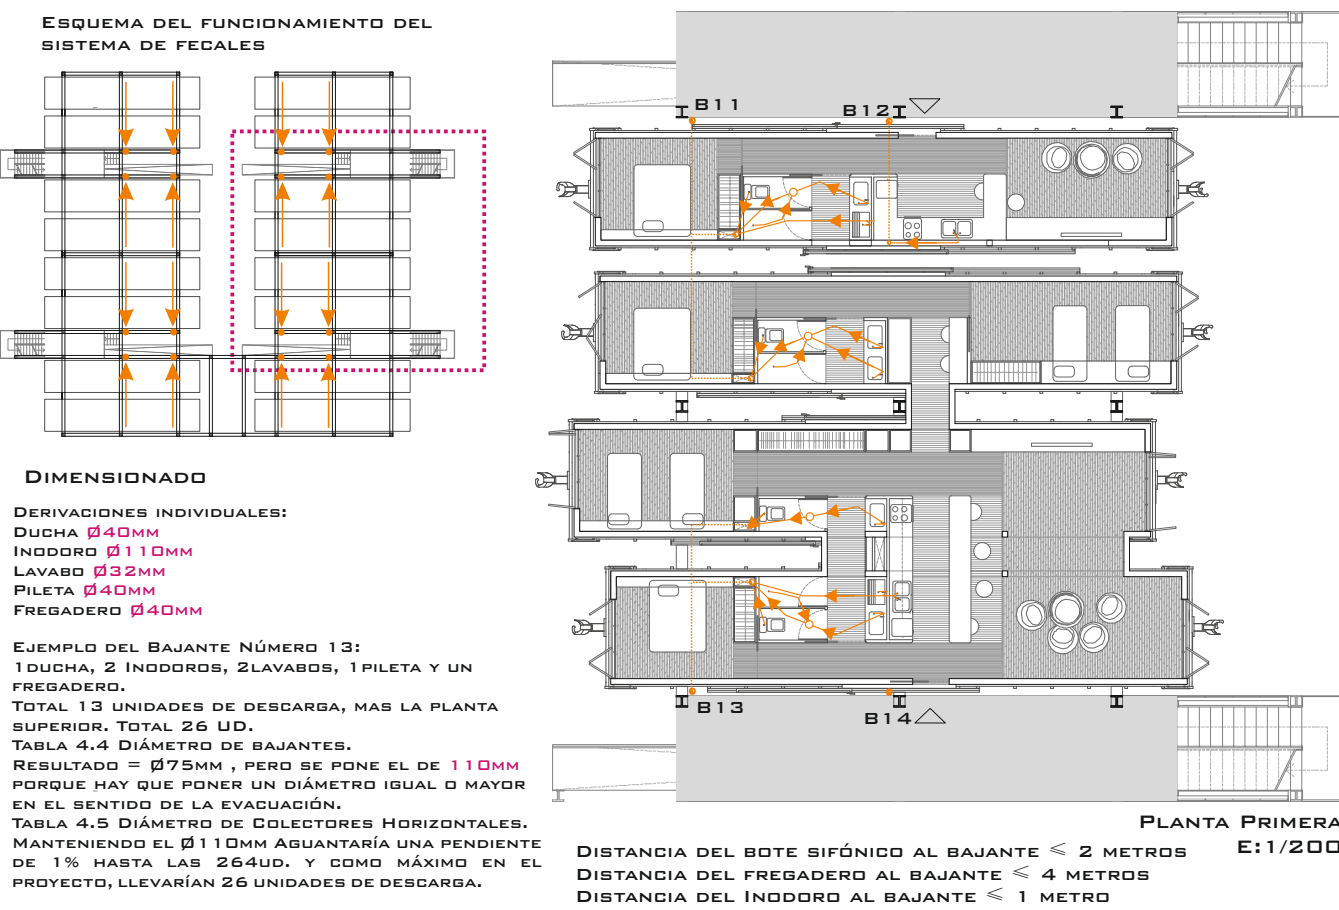 Esquema del funcionamiento del
sistema de fecales
B11
B12
B13
B14
Dimensionado
Derivaciones individuales:
Ducha Ø40mm
Inodoro Ø110mm
Lavabo Ø32mm
Pileta Ø40mm
Fregadero Ø40mm
Ejemplo del Bajante Número 13:
1ducha, 2 Inodoros, 2lavabos, 1pileta y un
fregadero.
Total 13 unidades de descarga, mas la planta
superior. Total 26 UD.
Tabla 4.4 Diámetro de bajantes.
Resultado = Ø75mm , pero se pone el de 110mm
porque hay que poner un diámetro igual o mayor
en el sentido de la evacuación.
Tabla 4.5 Diámetro de Colectores Horizontales.
Manteniendo el Ø110mm Aguantaría una pendiente
de 1% hasta las 264ud. Y como máximo en el
proyecto, llevarían 26 unidades de descarga.
Planta Primera
E:1/200
Distancia del bote sifónico al bajante ⩽ 2 metros
Distancia del fregadero al bajante ⩽ 4 metros
Distancia del Inodoro al bajante ⩽ 1 metro